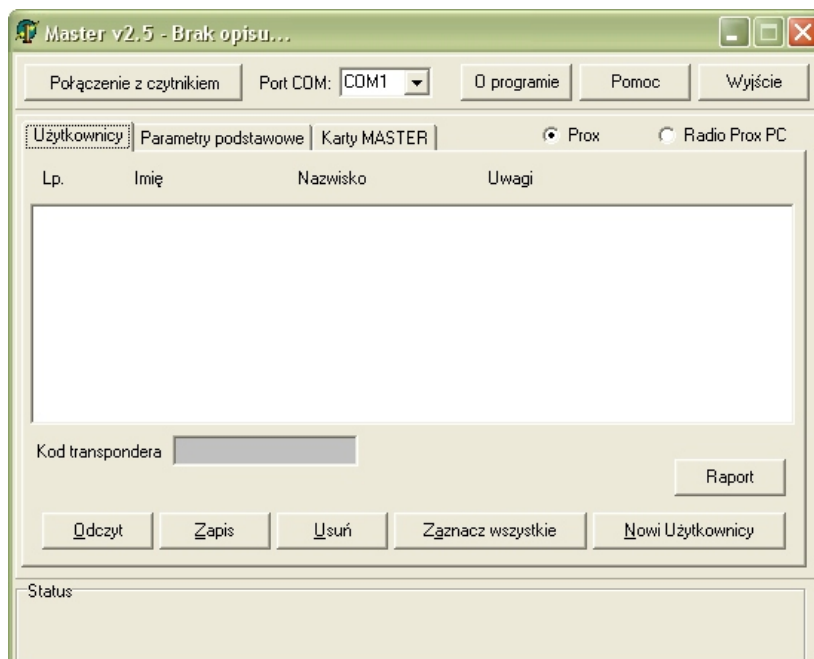 Master v2.5 - Brak opisu...
Połączenie z czytnikiem Port COM: COM1 O programie Pomoc Wyjście
Użytkownicy Parametry podstawowe Karty MASTER Prox Radio Prox PC
Lp. Imię Nazwisko Uwagi
Kod transpondera
Raport
Odczyt Zapis Usuń Zaznacz wszystkie Nowi Użytkownicy
Status